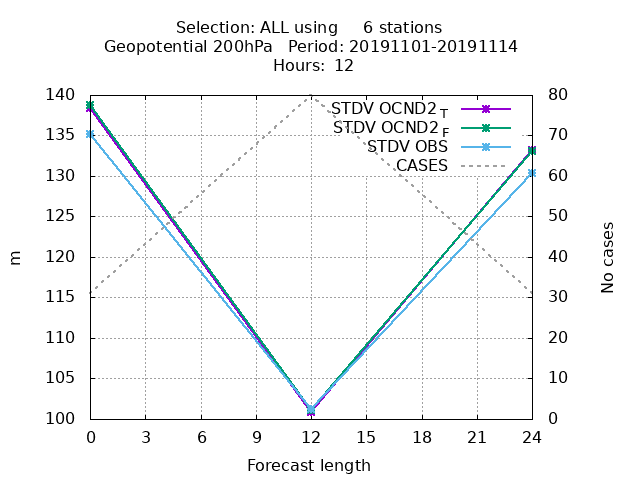 Selection: ALL using     6 stations
Geopotential 200hPa   Period: 20191101-20191114
Hours: 12
140
135
130
125
120
115
110
105
100
m
80
70
60
50
40
30
20
10
0
No cases
STDV OCND2_T
STDV OCND2_F
STDV OBS
CASES
0 3 6 9 12 15 18 21 24
Forecast length